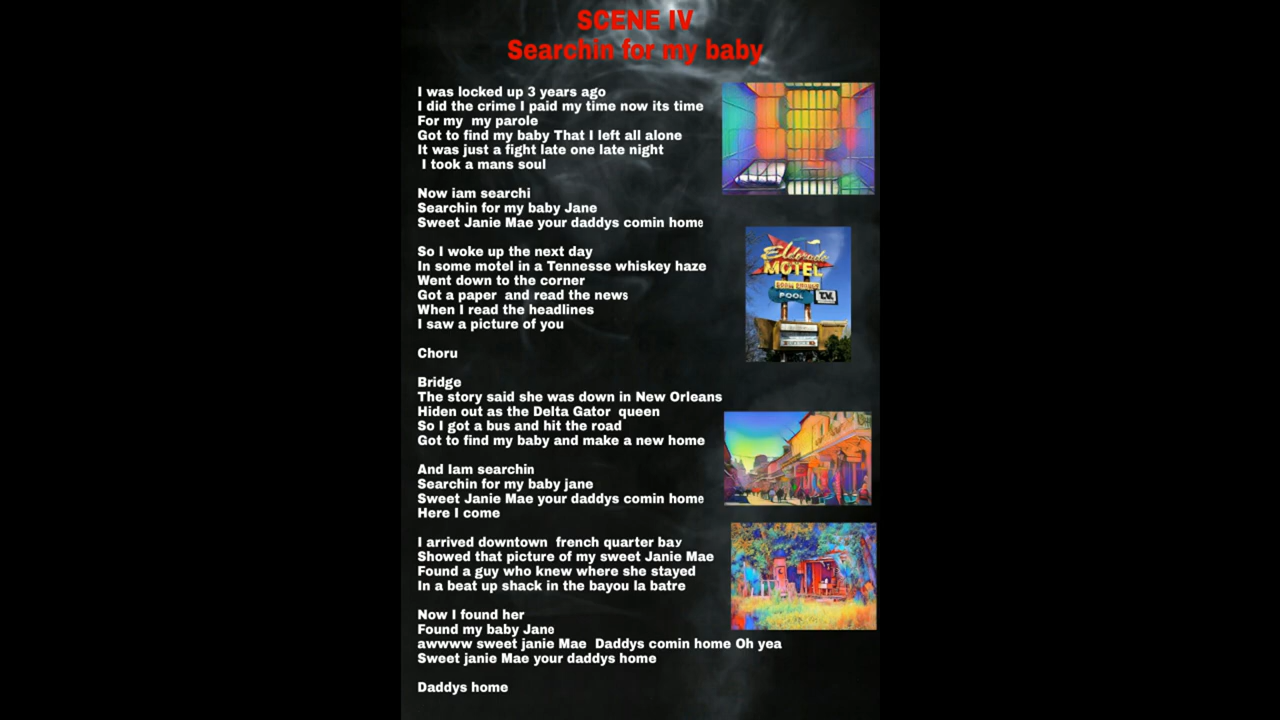 SCENE IV
Searchin for my baby
I was locked up 3 years ago
I did the crime I paid my time now its time
For my  my parole
Got to find my baby That I left all alone
It was just a fight late one late night
I took a mans soul
Now iam searchi
Searchin for my baby Jane
Sweet Janie Mae your daddys comin home
So I woke up the next day
In some motel in a Tennesse whiskey haze
Went down to the corner
Got a paper  and read the news
When I read the headlines
I saw a picture of you
Choru
Bridge
The story said she was down in New Orleans
Hiden out as the Delta Gator  queen
So I got a bus and hit the road
Got to find my baby and make a new home
And Iam searchin
Searchin for my baby jane
Sweet Janie Mae your daddys comin home
Here I come
I arrived downtown  french quarter bay
Showed that picture of my sweet Janie Mae
Found a guy who knew where she stayed
In a beat up shack in the bayou la batre
Now I found her
Found my baby Jane
awwww sweet janie Mae  Daddys comin home Oh yea
Sweet janie Mae your daddys home
Daddys home
Eldorado
MOTEL
POOL
T.V.